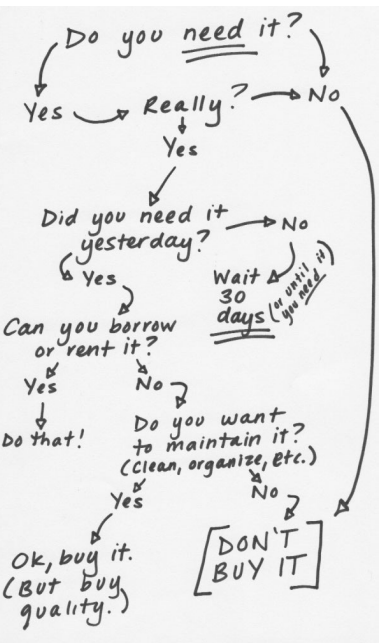 Do you need it?
Yes
Really?
No
Yes
Did you need it
yesterday?
No
Yes
Wait
30
days
(or until it
you need)
Can you borrow
or rent it?
Yes
No
Do that!
Do you want
to maintain it?
(Clean, organize, etc.)
Yes
No
Ok, buy it.
(But buy
quality.)
[DON'T
BUY IT]